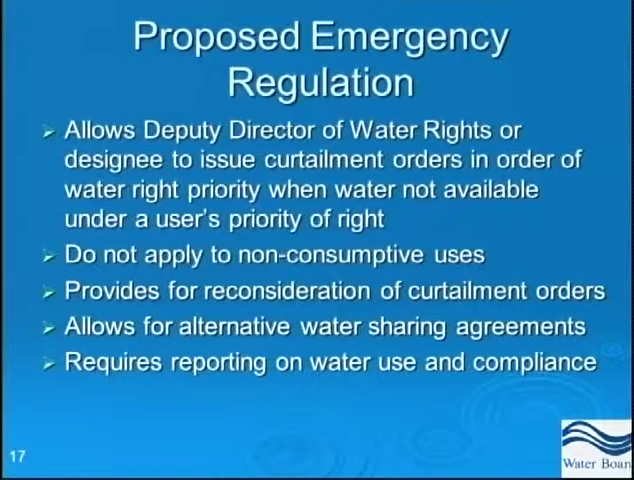 Proposed Emergency
Regulation
Allows Deputy Director of Water Rights or
designee to issue curtailment orders in order of
water right priority when water not available
under a user's priority of right
Do not apply to non-consumptive uses
Provides for reconsideration of curtailment orders
Allows for alternative water sharing agreements
Requires reporting on water use and compliance
17
Water Boar